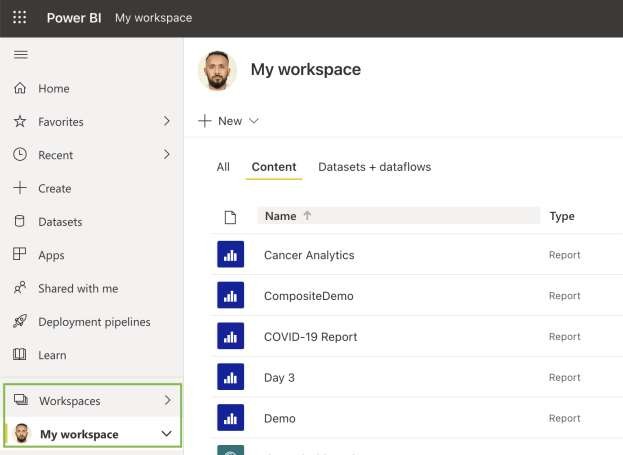 Power BI My workspace
Home
Favorites
Recent
Create
Datasets
Apps
Shared with me
Deployment pipelines
Learn
Workspaces
My workspace
My workspace
New
All Content Datasets + dataflows
Name Type
Cancer Analytics Report
CompositeDemo Report
COVID-19 Report Report
Day 3 Report
Demo Report